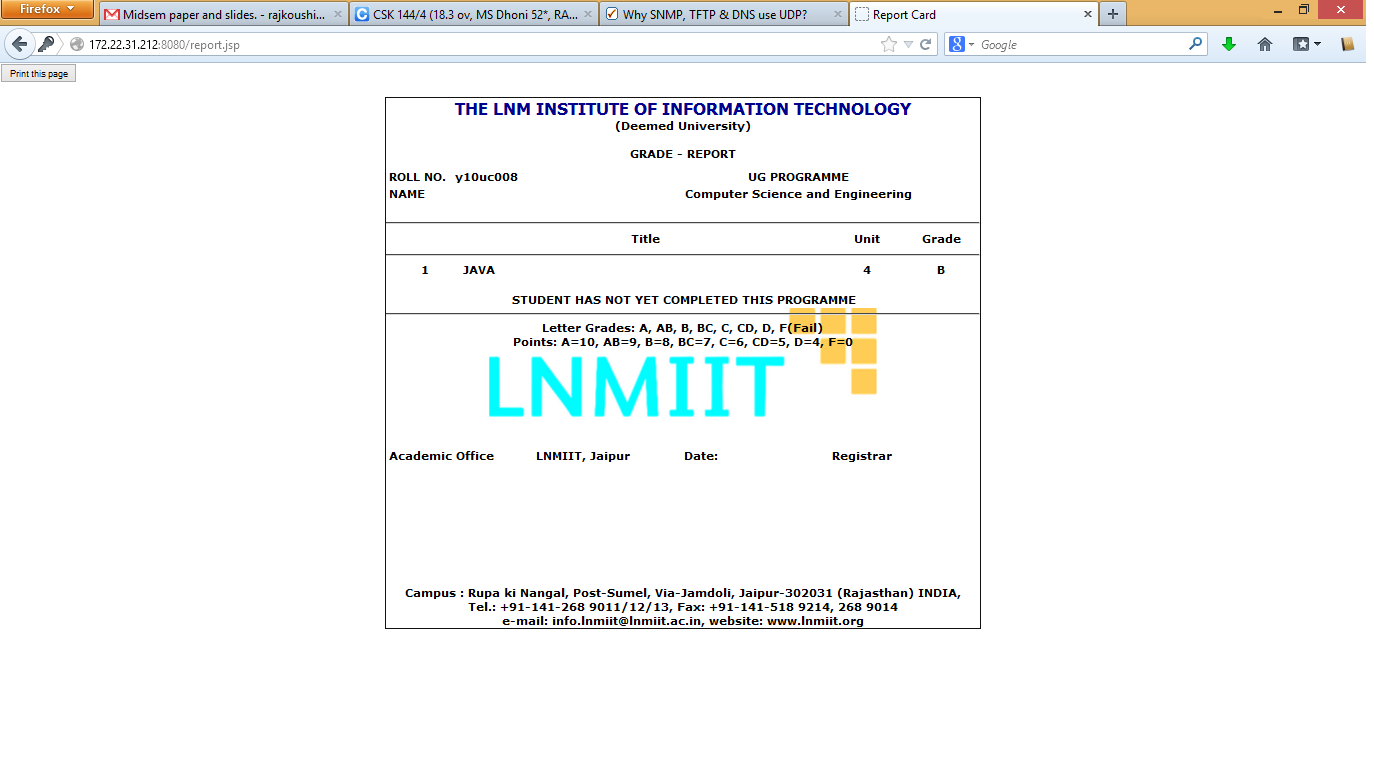 Firefox
Midsem paper and slides. - rajkoushi...
CSK 144/4 (18.3 ov, MS Dhoni 52*, RA...
Why SNMP, TFTP & DNS use UDP?
Report Card
172.22.31.212:8080/report.jsp
Google
Print this page
THE LNM INSTITUTE OF INFORMATION TECHNOLOGY
(Deemed University)
GRADE - REPORT
ROLL NO. y10uc008 UG PROGRAMME
NAME Computer Science and Engineering
Title Unit Grade
1 JAVA 4 B
STUDENT HAS NOT YET COMPLETED THIS PROGRAMME
Letter Grades: A, AB, B, BC, C, CD, D, F(Fail)
Points: A=10, AB=9, B=8, BC=7, C=6, CD=5, D=4, F=0
LNMIIT
Academic Office LNMIIT, Jaipur Date: Registrar
Campus : Rupa ki Nangal, Post-Sumel, Via-Jamdoli, Jaipur-302031 (Rajasthan) INDIA,
Tel.: +91-141-268 9011/12/13, Fax: +91-141-518 9214, 268 9014
e-mail: info.lnmiit@lnmiit.ac.in, website: www.lnmiit.org